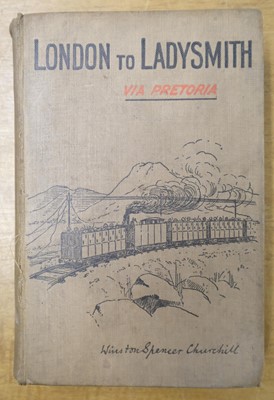 LONDON TO LADYSMITH
VIA PRETORIA
Winston Spencer Churchill